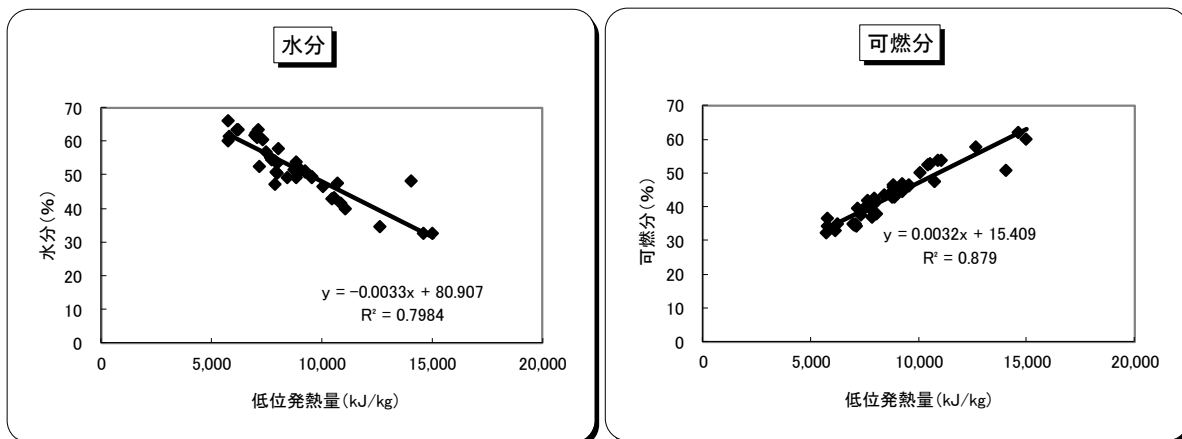 水分
70
60
50
40
30
20
10
0
水分(%)
y = -0.0033x + 80.907
R² = 0.7984
0 5,000 10,000 15,000 20,000
低位発熱量(kJ/kg)
可燃分
70
60
50
40
30
20
10
0
可燃分(%)
y = 0.0032x + 15.409
R² = 0.879
0 5,000 10,000 15,000 20,000
低位発熱量(kJ/kg)